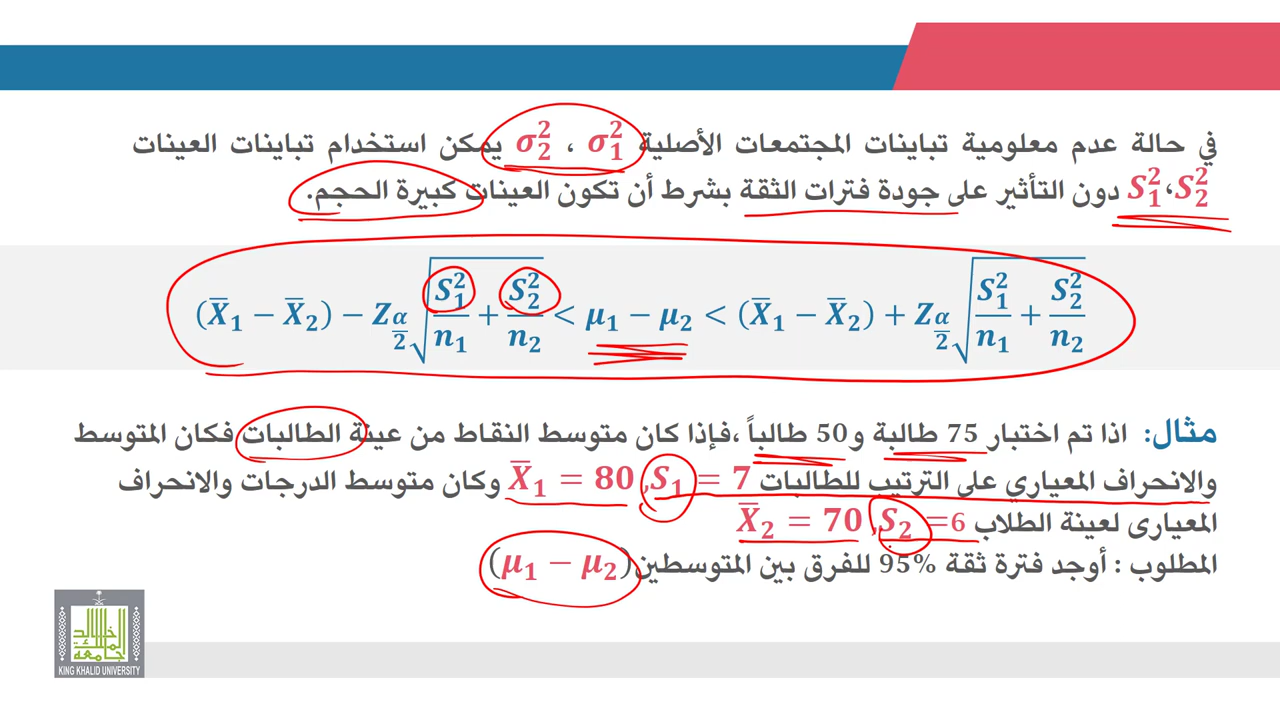 في حالة عدم معلومية تباينات المجتمعات الأصلية σ₁² ، σ₂² يمكن استخدام تباينات العينات
S₁²،S₂² دون التأثير على جودة فترات الثقة بشرط أن تكون العينات كبيرة الحجم.
(X̄₁ − X̄₂) − Z_{α/2} √(S₁²/n₁ + S₂²/n₂) < μ₁ − μ₂ < (X̄₁ − X̄₂) + Z_{α/2} √(S₁²/n₁ + S₂²/n₂)
مثال: اذا تم اختبار 75 طالبة و50 طالباً ،فإذا كان متوسط النقاط من عينة الطالبات فكان المتوسط
والانحراف المعياري على الترتيب للطالبات X̄₁ = 80 ,S₁ = 7 وكان متوسط الدرجات والانحراف
المعيارى لعينة الطلاب X̄₂ = 70 ,S₂ =6
المطلوب : أوجد فترة ثقة 95% للفرق بين المتوسطين (μ₁ − μ₂)
جامعة الملك خالد
KING KHALID UNIVERSITY